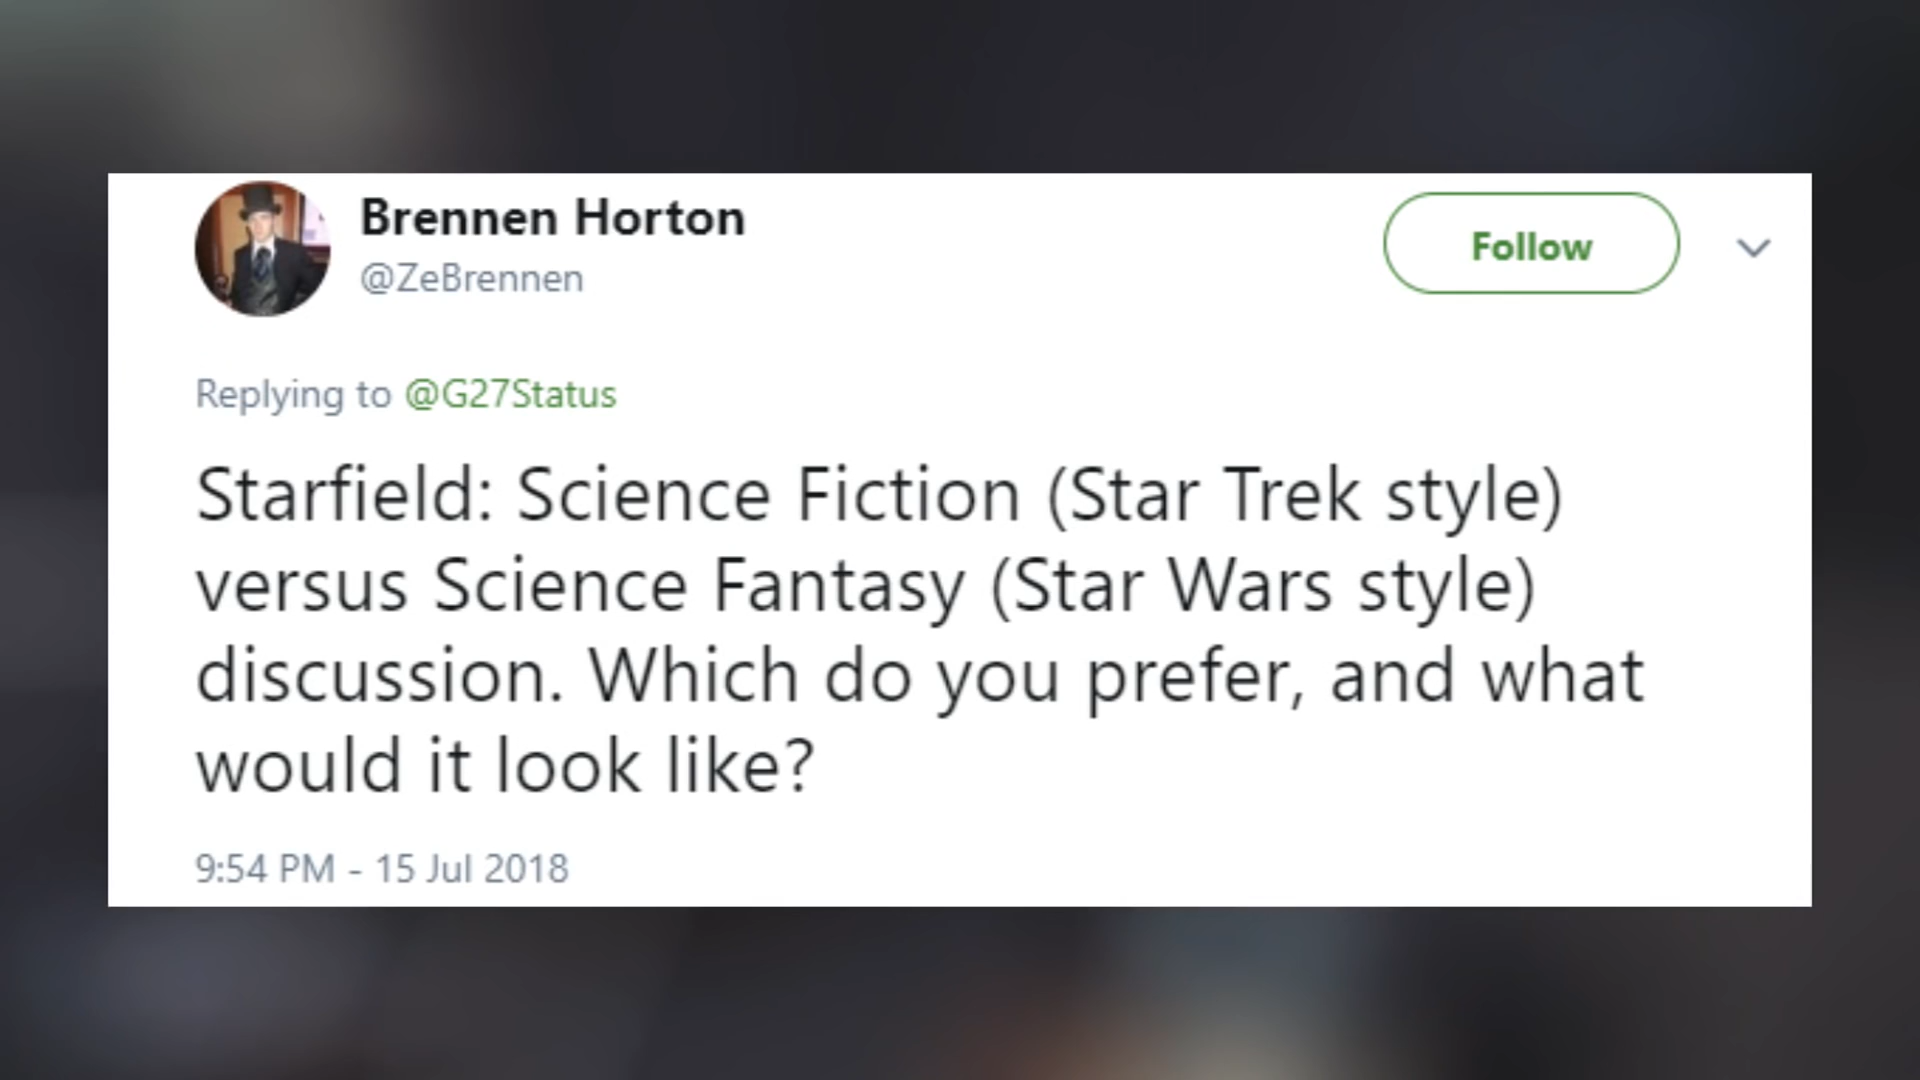 Brennen Horton
@ZeBrennen
Follow
Replying to @G27Status
Starfield: Science Fiction (Star Trek style)
versus Science Fantasy (Star Wars style)
discussion. Which do you prefer, and what
would it look like?
9:54 PM - 15 Jul 2018